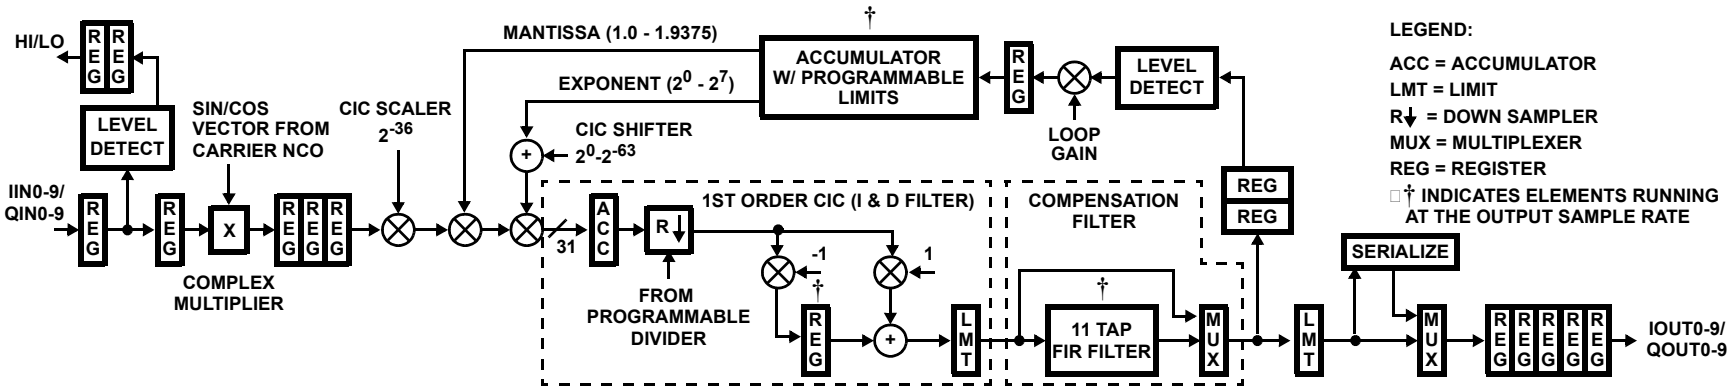 HI/LO
REG
REG
LEVEL
DETECT
IIN0-9/
QIN0-9
REG
REG
SIN/COS
VECTOR FROM
CARRIER NCO
X
COMPLEX
MULTIPLIER
REG
REG
REG
CIC SCALER
2-36
MANTISSA (1.0 - 1.9375)
EXPONENT (2^0 - 2^7)
†
ACCUMULATOR
W/ PROGRAMMABLE
LIMITS
CIC SHIFTER
2^0-2^-63
+
REG
LOOP
GAIN
LEVEL
DETECT
REG
REG
31
1ST ORDER CIC (I & D FILTER)
ACC
R↓
FROM
PROGRAMMABLE
DIVIDER
-1
1
†
REG
+
LMT
COMPENSATION
FILTER
†
11 TAP
FIR FILTER
MUX
LMT
SERIALIZE
MUX
REG
REG
REG
REG
REG
IOUT0-9/
QOUT0-9
LEGEND:
ACC = ACCUMULATOR
LMT = LIMIT
R↓ = DOWN SAMPLER
MUX = MULTIPLEXER
REG = REGISTER
□† INDICATES ELEMENTS RUNNING
AT THE OUTPUT SAMPLE RATE